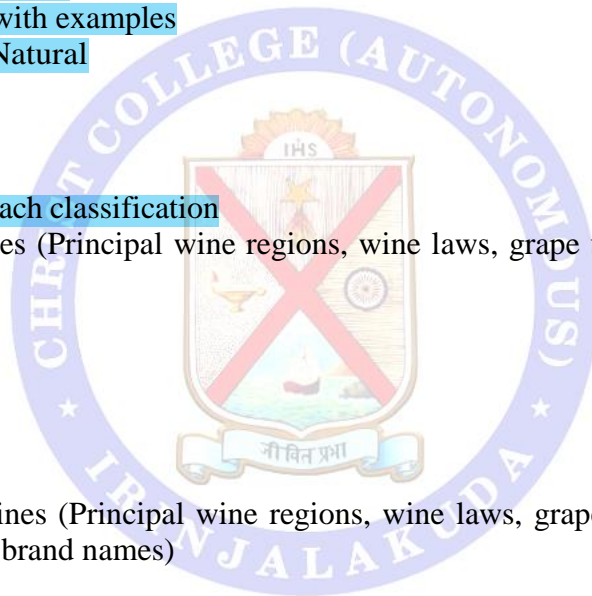 with examples
Natural
ach classification
es (Principal wine regions, wine laws, grape
ines (Principal wine regions, wine laws, grape
brand names)
CHRIST COLLEGE (AUTONOMOUS)
IHS
जीवित प्रभा
IRINJALAKUDA